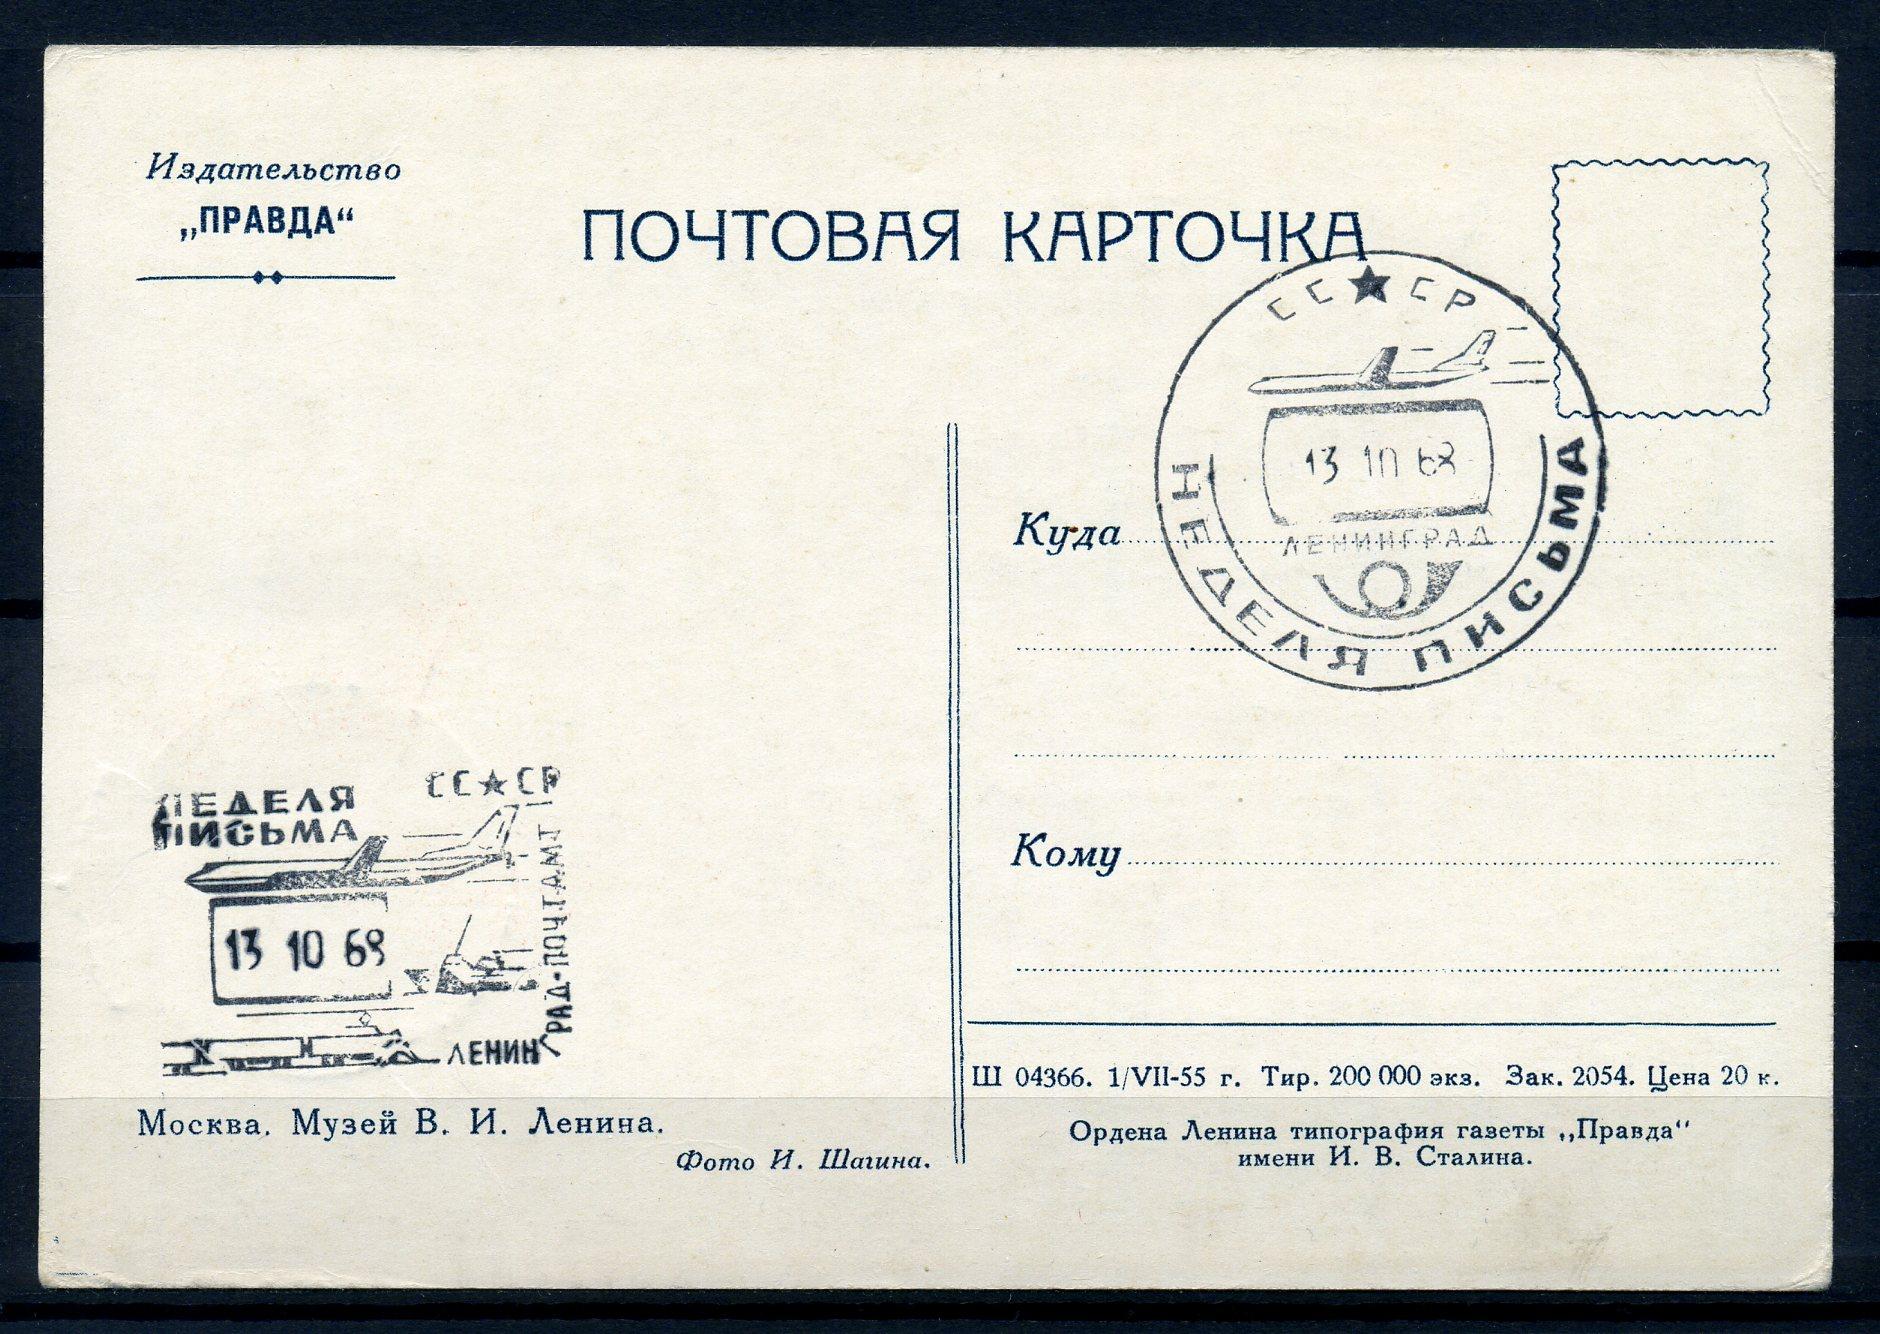 Издательство
„ПРАВДА“
ПОЧТОВАЯ КАРТОЧКА
СС★СР
13 10 68
ЛЕНИНГРАД
НЕДЕЛЯ ПИСЬМА
Куда
Кому
НЕДЕЛЯ
ПИСЬМА
СС★СР
13 10 68
ЛЕНИНГРАД-ПОЧТАМТ
Москва. Музей В. И. Ленина.
Фото И. Шагина.
Ш 04366. 1/VII-55 г. Тир. 200 000 экз. Зак. 2054. Цена 20 к.
Ордена Ленина типография газеты „Правда“
имени И. В. Сталина.